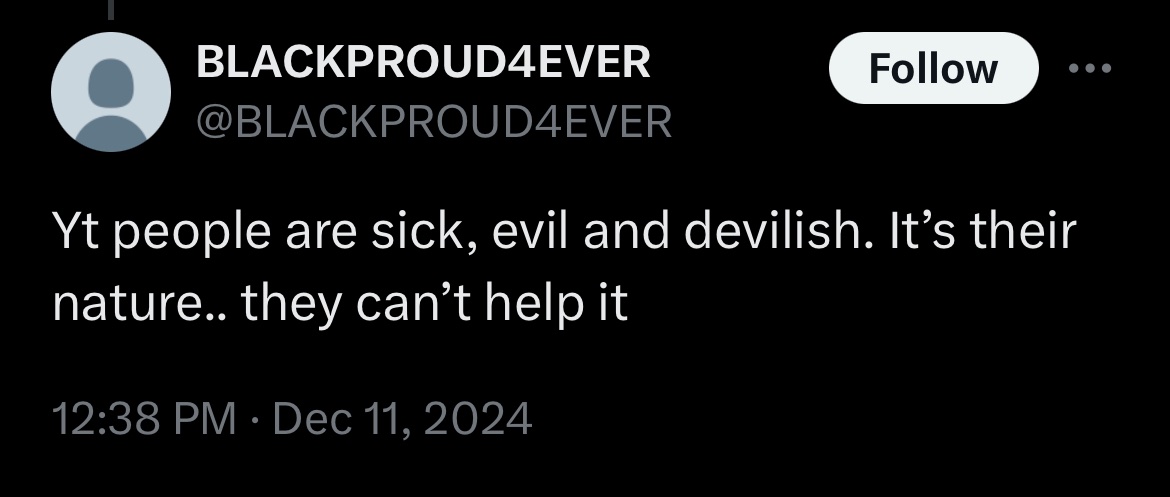 BLACKPROUD4EVER
Follow
@BLACKPROUD4EVER
Yt people are sick, evil and devilish. It’s their
nature.. they can’t help it
12:38 PM · Dec 11, 2024